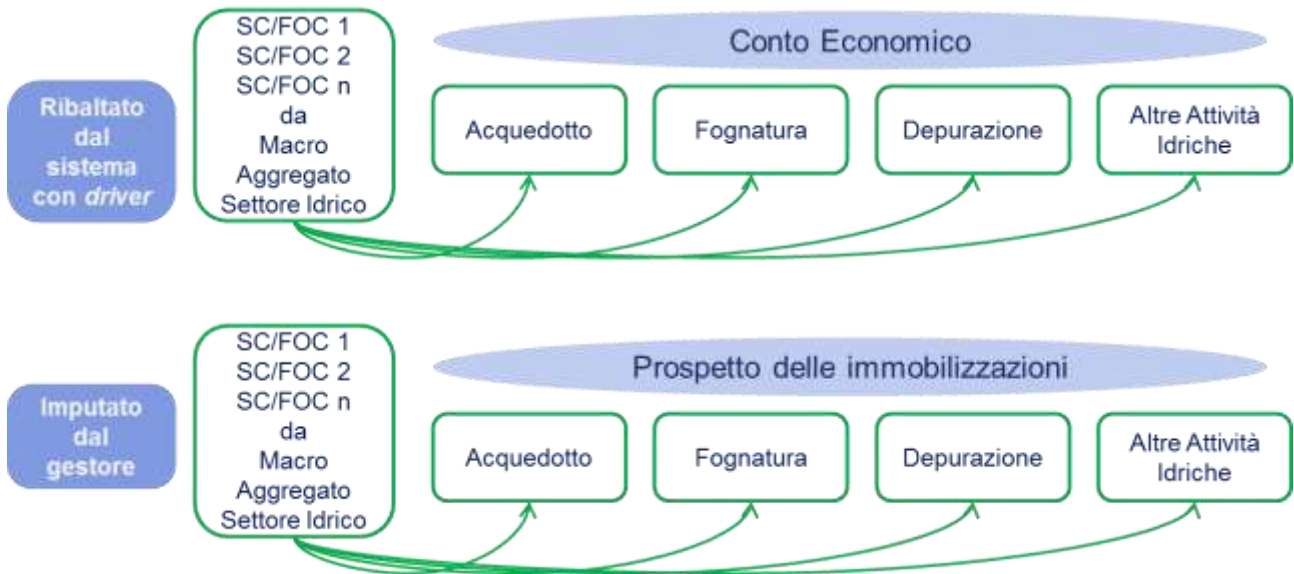 Ribaltato
dal
sistema
con driver
SC/FOC 1
SC/FOC 2
SC/FOC n
da
Macro
Aggregato
Settore Idrico
Conto Economico
Acquedotto
Fognatura
Depurazione
Altre Attività
Idriche
Imputato
dal
gestore
SC/FOC 1
SC/FOC 2
SC/FOC n
da
Macro
Aggregato
Settore Idrico
Prospetto delle immobilizzazioni
Acquedotto
Fognatura
Depurazione
Altre Attività
Idriche